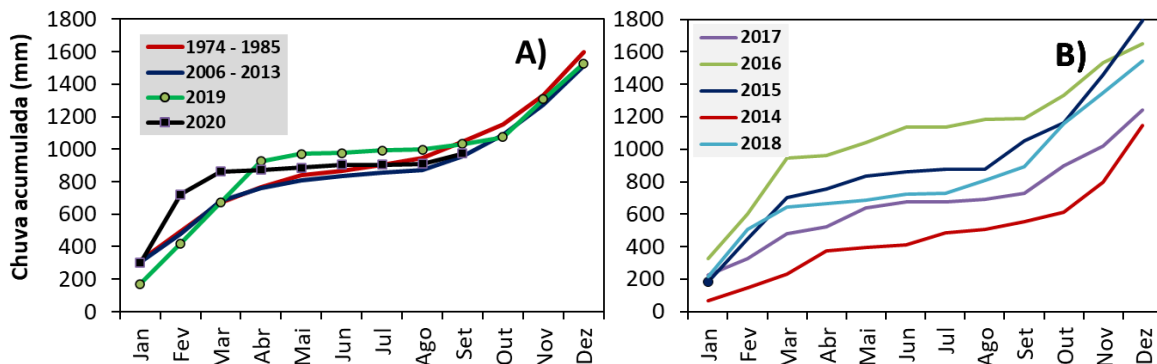 Chuva acumulada (mm)
1800
1600
1400
1200
1000
800
600
400
200
0
1974 - 1985
2006 - 2013
2019
2020
A)
Jan
Fev
Mar
Abr
Mai
Jun
Jul
Ago
Set
Out
Nov
Dez
1800
1600
1400
1200
1000
800
600
400
200
0
2017
2016
2015
2014
2018
B)
Jan
Fev
Mar
Abr
Mai
Jun
Jul
Ago
Set
Out
Nov
Dez